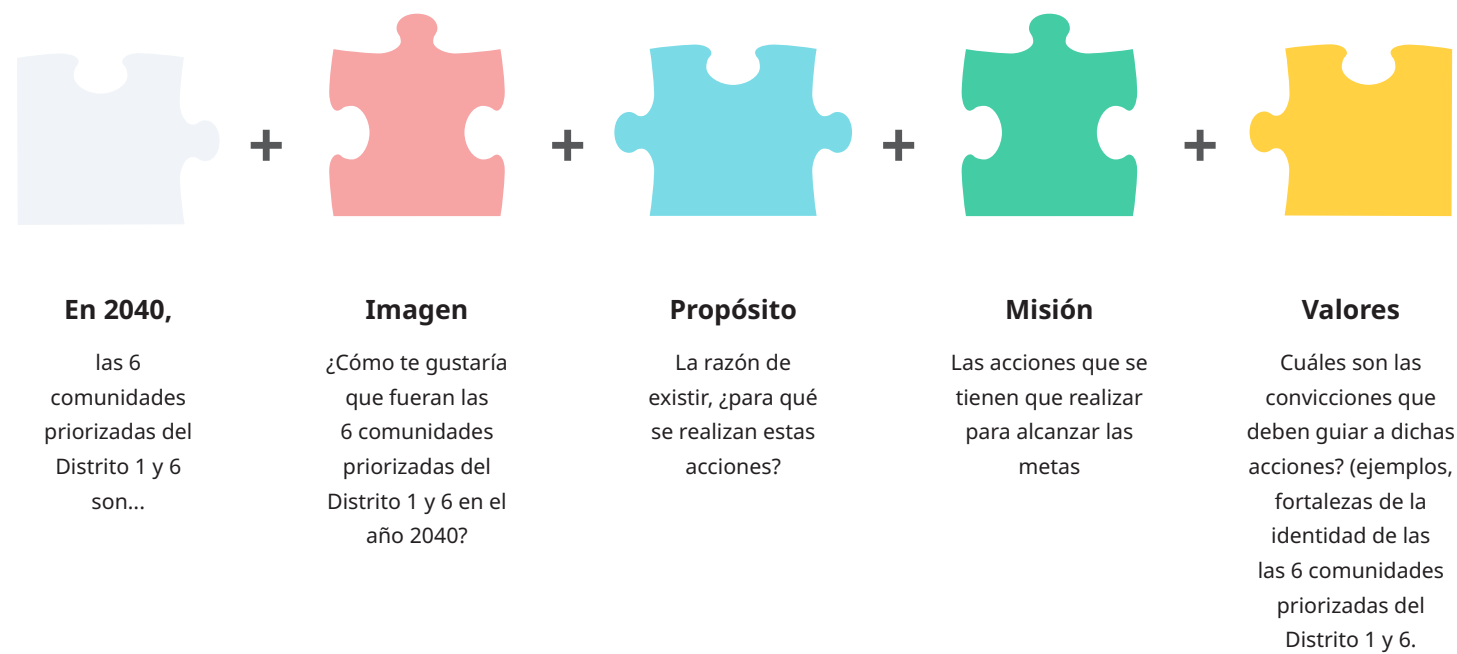 +
+
+
+
En 2040,
las 6
comunidades
priorizadas del
Distrito 1 y 6
son...
Imagen
¿Cómo te gustaría
que fueran las
6 comunidades
priorizadas del
Distrito 1 y 6 en el
año 2040?
Propósito
La razón de
existir, ¿para qué
se realizan estas
acciones?
Misión
Las acciones que se
tienen que realizar
para alcanzar las
metas
Valores
Cuáles son las
convicciones que
deben guiar a dichas
acciones? (ejemplos,
fortalezas de la
identidad de las
las 6 comunidades
priorizadas del
Distrito 1 y 6.